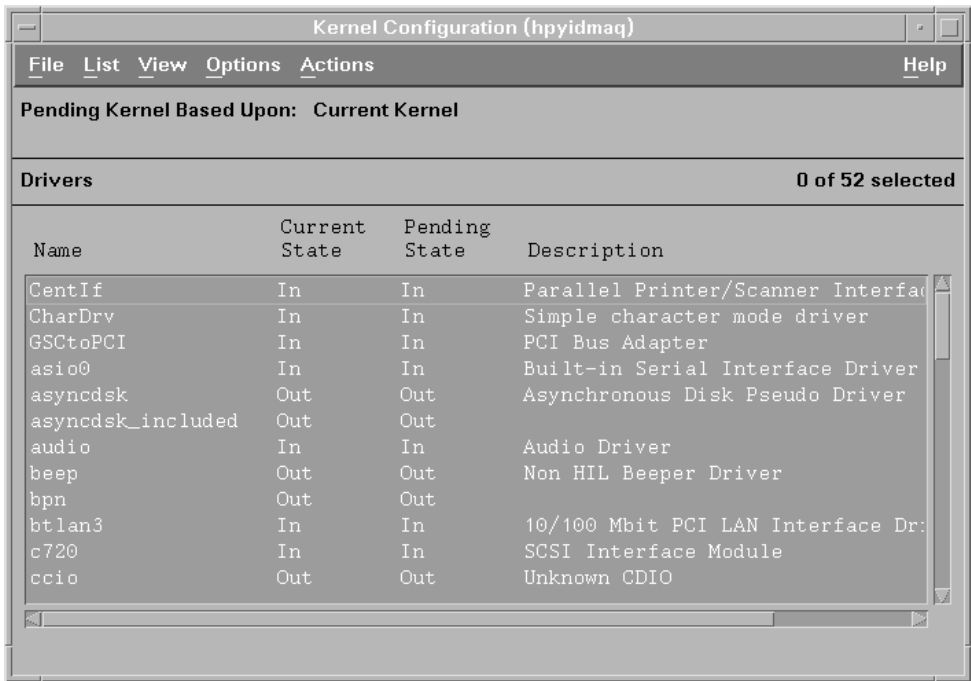 Kernel Configuration (hpyidmaq)
File List View Options Actions Help
Pending Kernel Based Upon: Current Kernel
Drivers 0 of 52 selected
Current Pending
Name State State Description
CentIf In In Parallel Printer/Scanner Interfac
CharDrv In In Simple character mode driver
GSCtoPCI In In PCI Bus Adapter
asio0 In In Built-in Serial Interface Driver
asyncdsk Out Out Asynchronous Disk Pseudo Driver
asyncdsk_included Out Out
audio In In Audio Driver
beep Out Out Non HIL Beeper Driver
bpn Out Out
btlan3 In In 10/100 Mbit PCI LAN Interface Dr
c720 In In SCSI Interface Module
ccio Out Out Unknown CDIO